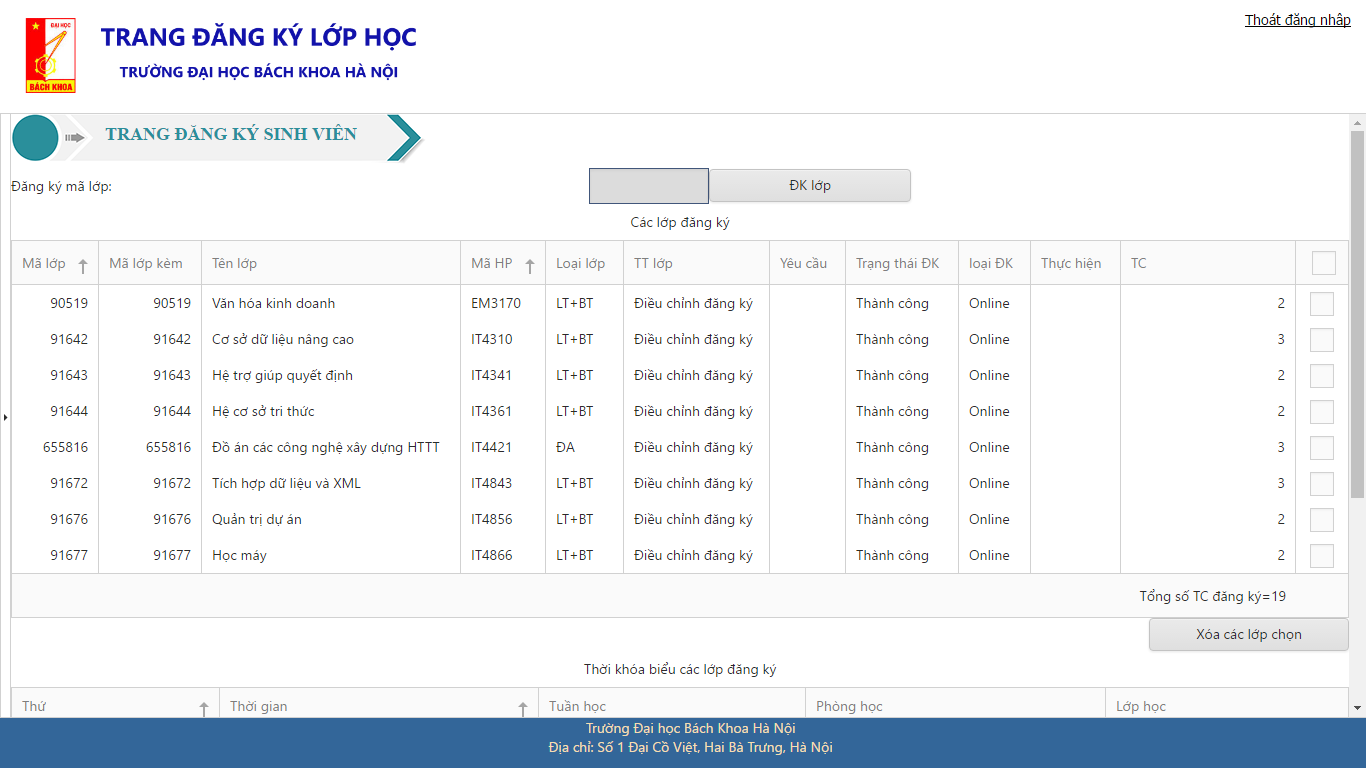 Thoát đăng nhập
ĐẠI HỌC
BÁCH KHOA
TRANG ĐĂNG KÝ LỚP HỌC
TRƯỜNG ĐẠI HỌC BÁCH KHOA HÀ NỘI
TRANG ĐĂNG KÝ SINH VIÊN
Đăng ký mã lớp: ĐK lớp
Các lớp đăng ký
Mã lớp Mã lớp kèm Tên lớp Mã HP Loại lớp TT lớp Yêu cầu Trạng thái ĐK loại ĐK Thực hiện TC
90519 90519 Văn hóa kinh doanh EM3170 LT+BT Điều chỉnh đăng ký Thành công Online 2
91642 91642 Cơ sở dữ liệu nâng cao IT4310 LT+BT Điều chỉnh đăng ký Thành công Online 3
91643 91643 Hệ trợ giúp quyết định IT4341 LT+BT Điều chỉnh đăng ký Thành công Online 2
91644 91644 Hệ cơ sở tri thức IT4361 LT+BT Điều chỉnh đăng ký Thành công Online 2
655816 655816 Đồ án các công nghệ xây dựng HTTT IT4421 ĐA Điều chỉnh đăng ký Thành công Online 3
91672 91672 Tích hợp dữ liệu và XML IT4843 LT+BT Điều chỉnh đăng ký Thành công Online 3
91676 91676 Quản trị dự án IT4856 LT+BT Điều chỉnh đăng ký Thành công Online 2
91677 91677 Học máy IT4866 LT+BT Điều chỉnh đăng ký Thành công Online 2
Tổng số TC đăng ký=19
Xóa các lớp chọn
Thời khóa biểu các lớp đăng ký
Thứ Thời gian Tuần học Phòng học Lớp học
Trường Đại học Bách Khoa Hà Nội
Địa chỉ: Số 1 Đại Cồ Việt, Hai Bà Trưng, Hà Nội